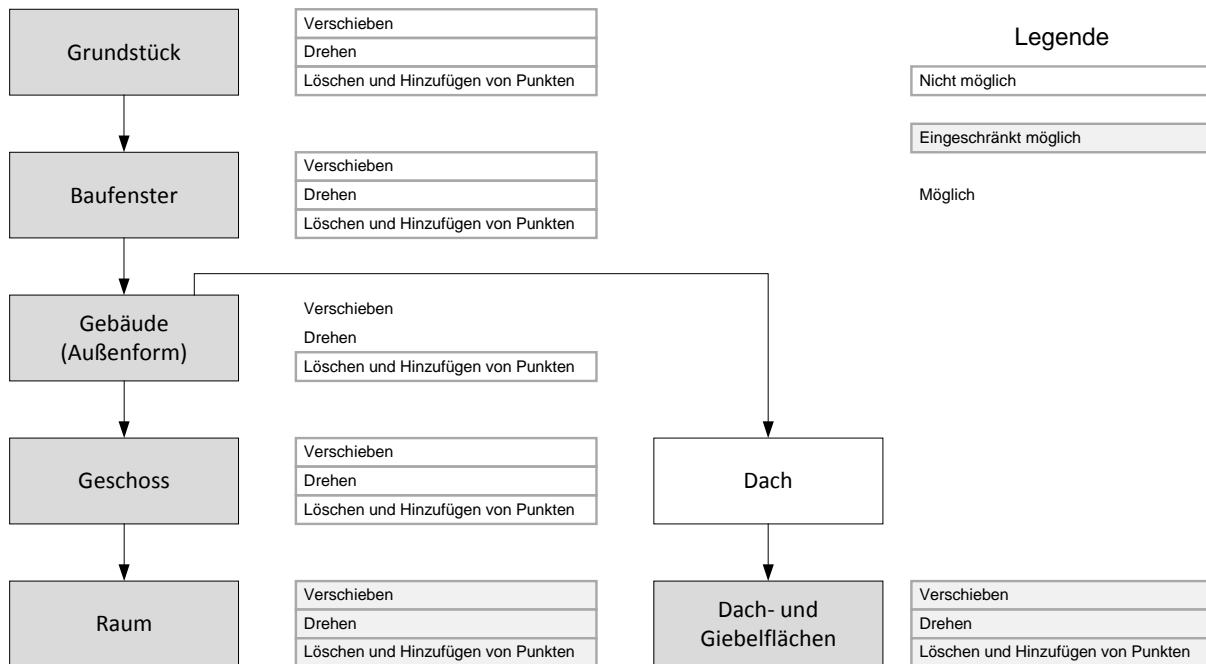 Grundstück
Verschieben
Drehen
Löschen und Hinzufügen von Punkten
Legende
Nicht möglich
Eingeschränkt möglich
Möglich
Baufenster
Verschieben
Drehen
Löschen und Hinzufügen von Punkten
Gebäude
(Außenform)
Verschieben
Drehen
Löschen und Hinzufügen von Punkten
Geschoss
Verschieben
Drehen
Löschen und Hinzufügen von Punkten
Dach
Raum
Verschieben
Drehen
Löschen und Hinzufügen von Punkten
Dach- und
Giebelflächen
Verschieben
Drehen
Löschen und Hinzufügen von Punkten